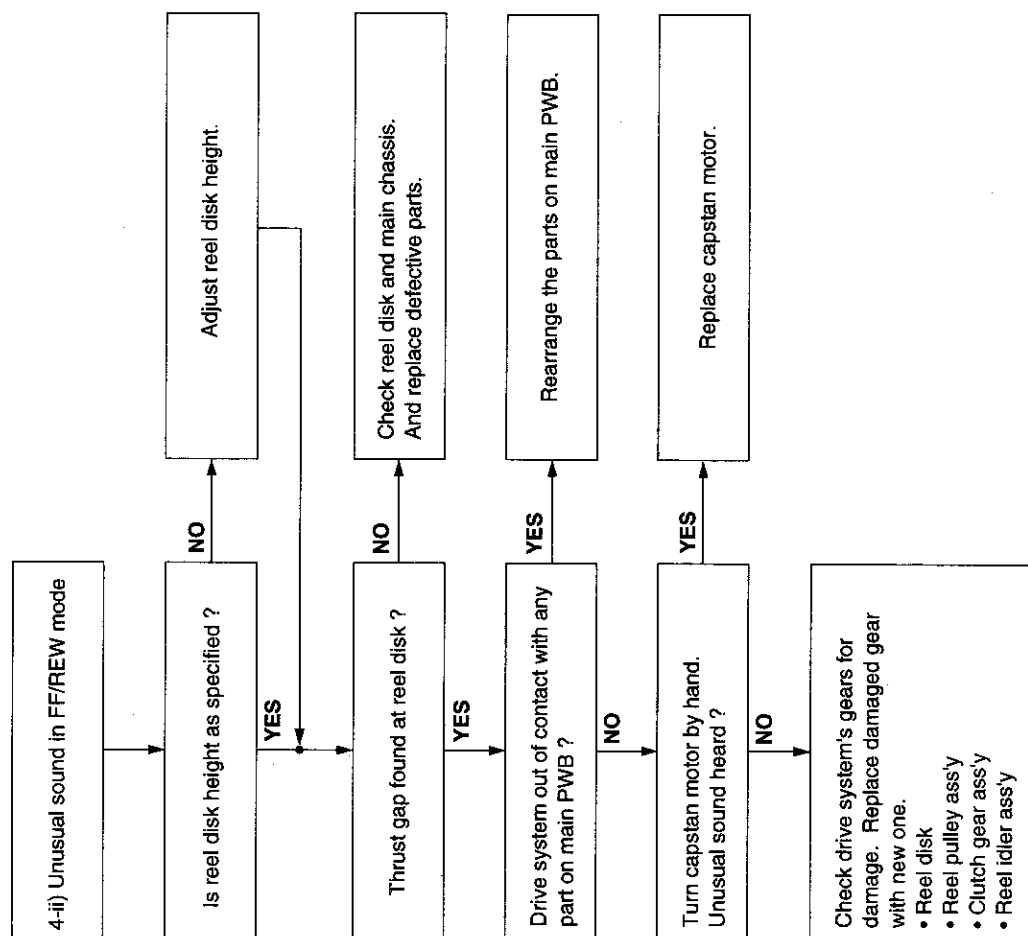 4-ii) Unusual sound in FF/REW mode
Is reel disk height as specified ?
NO
Adjust reel disk height.
YES
Thrust gap found at reel disk ?
NO
Check reel disk and main chassis.
And replace defective parts.
YES
Drive system out of contact with any
part on main PWB ?
YES
Rearrange the parts on main PWB.
NO
Turn capstan motor by hand.
Unusual sound heard ?
YES
Replace capstan motor.
NO
Check drive system's gears for
damage. Replace damaged gear
with new one.
• Reel disk
• Reel pulley ass'y
• Clutch gear ass'y
• Reel idler ass'y